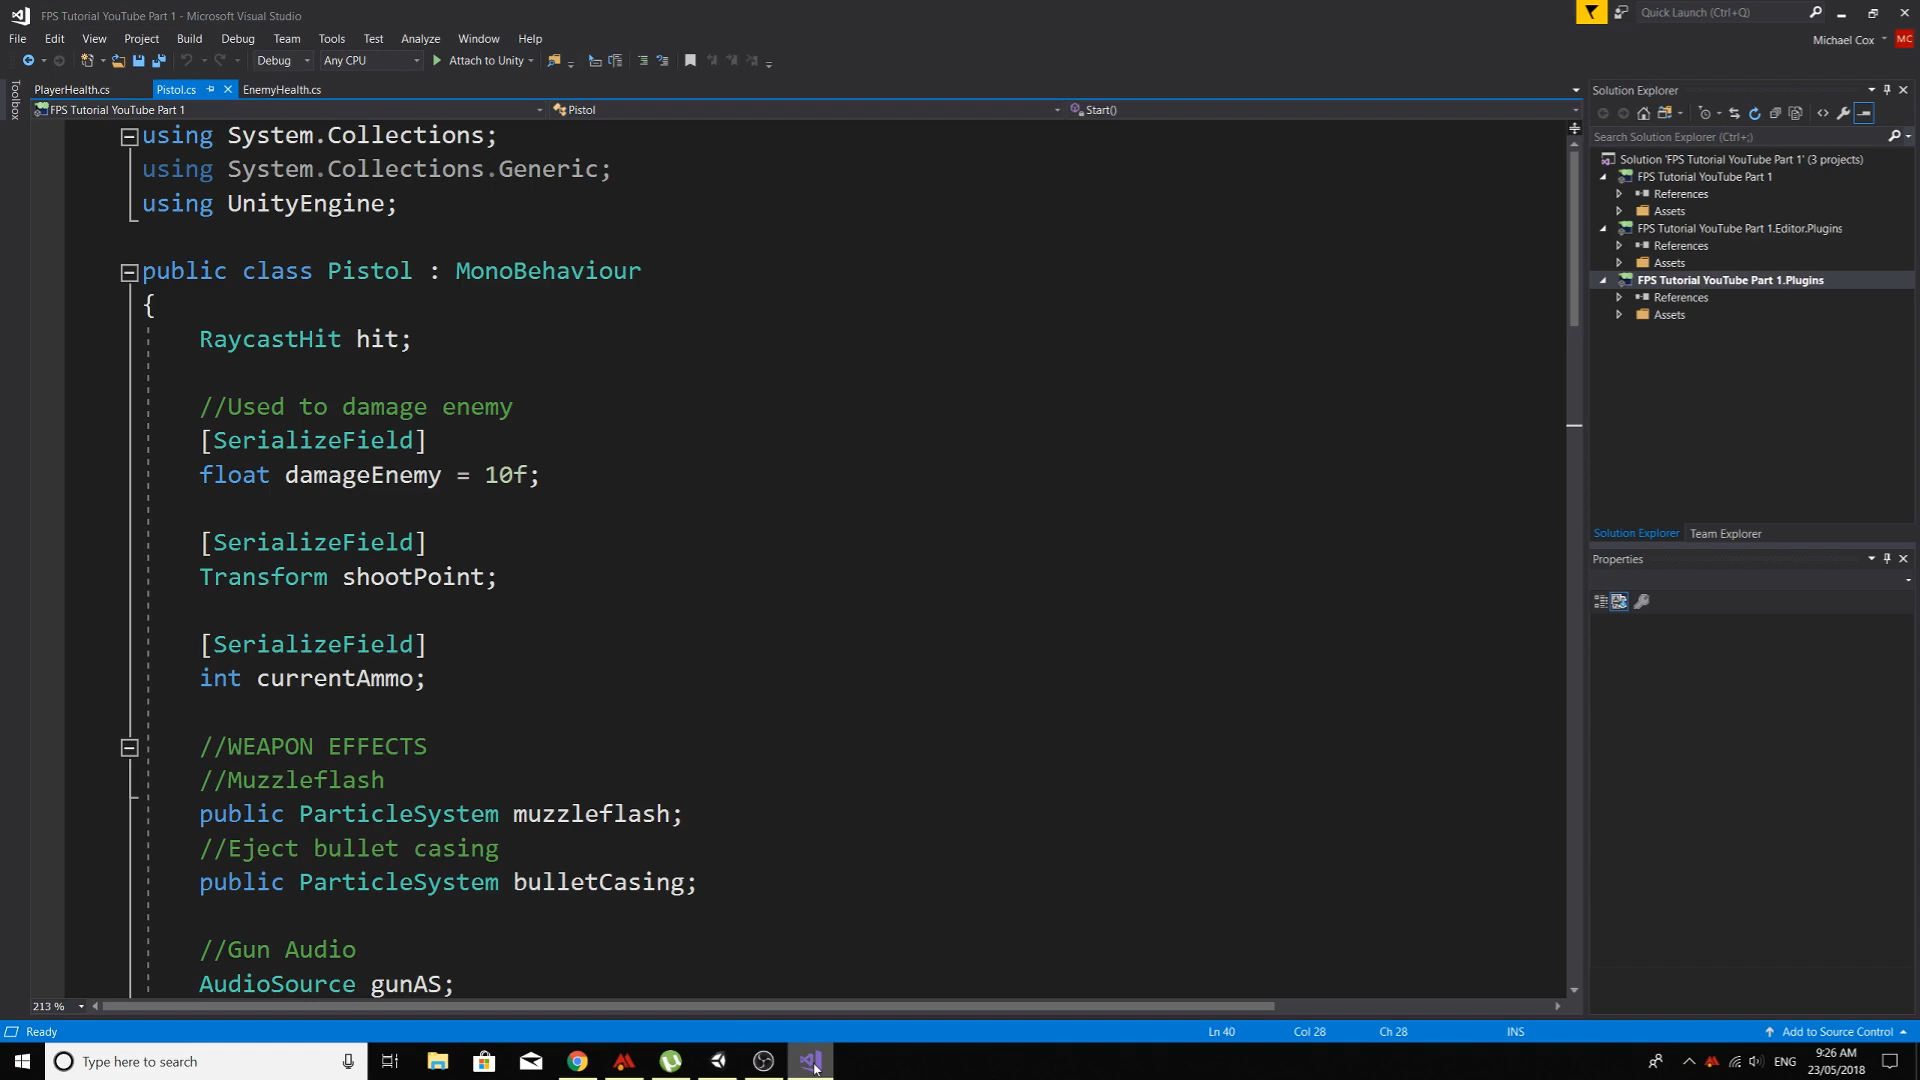 FPS Tutorial YouTube Part 1 - Microsoft Visual Studio
Quick Launch (Ctrl+Q)
File Edit View Project Build Debug Team Tools Test Analyze Window Help
Michael Cox MC
Debug Any CPU Attach to Unity
Toolbox
PlayerHealth.cs Pistol.cs EnemyHealth.cs
FPS Tutorial YouTube Part 1 Pistol Start()
using System.Collections;
using System.Collections.Generic;
using UnityEngine;
public class Pistol : MonoBehaviour
{
RaycastHit hit;
//Used to damage enemy
[SerializeField]
float damageEnemy = 10f;
[SerializeField]
Transform shootPoint;
[SerializeField]
int currentAmmo;
//WEAPON EFFECTS
//Muzzleflash
public ParticleSystem muzzleflash;
//Eject bullet casing
public ParticleSystem bulletCasing;
//Gun Audio
AudioSource gunAS;
213 %
Solution Explorer
Search Solution Explorer (Ctrl+;)
Solution 'FPS Tutorial YouTube Part 1' (3 projects)
FPS Tutorial YouTube Part 1
References
Assets
FPS Tutorial YouTube Part 1.Editor.Plugins
References
Assets
FPS Tutorial YouTube Part 1.Plugins
References
Assets
Solution Explorer Team Explorer
Properties
Ready Ln 40 Col 28 Ch 28 INS Add to Source Control
Type here to search
ENG
9:26 AM
23/05/2018